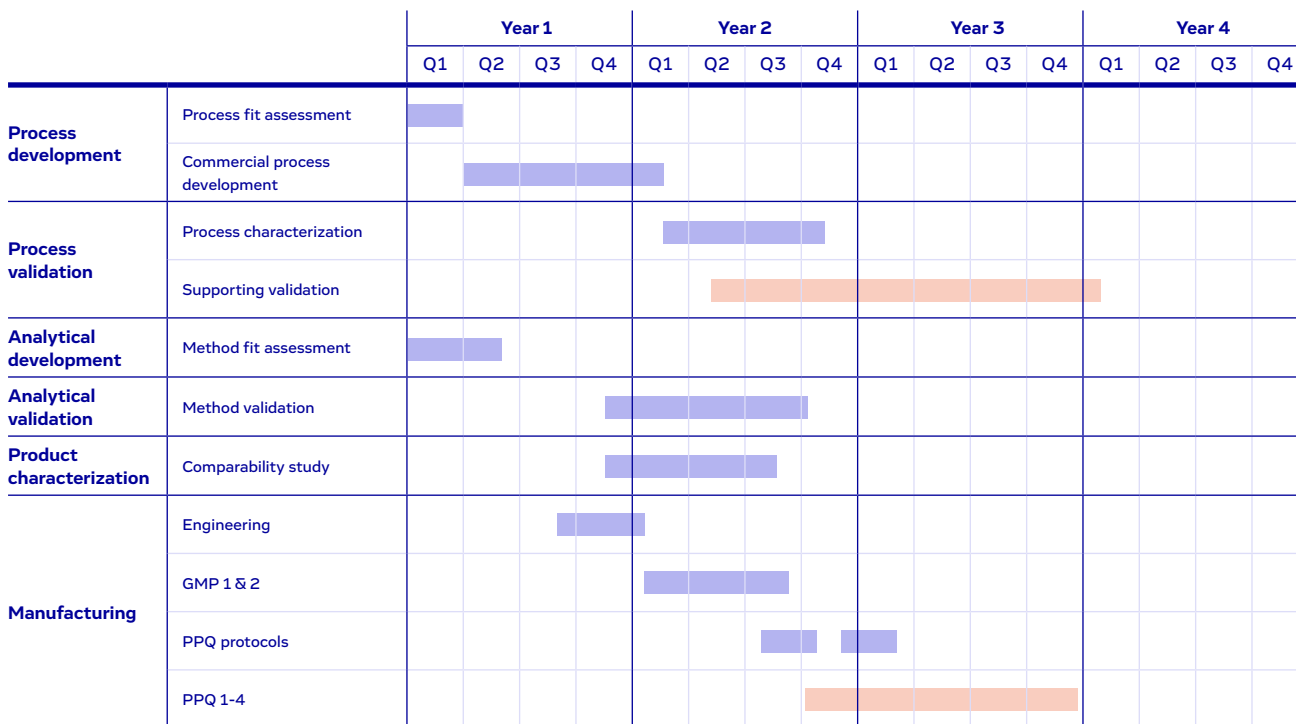 Year 1
Year 2
Year 3
Year 4
Q1
Q2
Q3
Q4
Q1
Q2
Q3
Q4
Q1
Q2
Q3
Q4
Q1
Q2
Q3
Q4
Process
development
Process fit assessment
Commercial process
development
Process
validation
Process characterization
Supporting validation
Analytical
development
Method fit assessment
Analytical
validation
Method validation
Product
characterization
Comparability study
Manufacturing
Engineering
GMP 1 & 2
PPQ protocols
PPQ 1-4